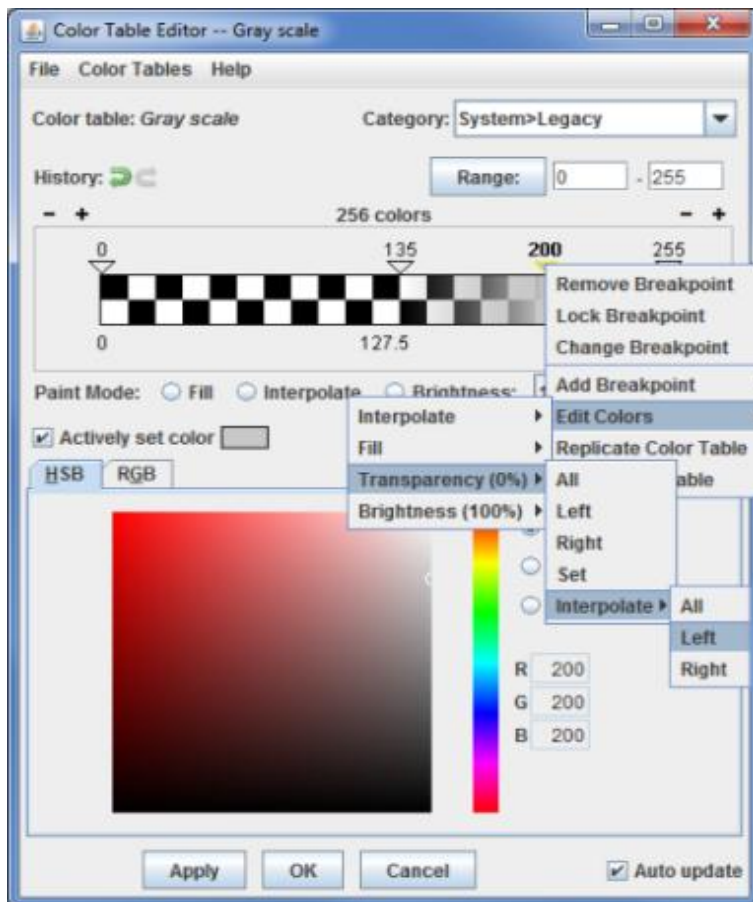 Color Table Editor -- Gray scale
File Color Tables Help
Color table: Gray scale Category: System>Legacy
History: Range: 0 - 255
- + 256 colors - +
0 135 200 255
0 127.5
Remove Breakpoint
Lock Breakpoint
Change Breakpoint
Add Breakpoint
Edit Colors
Replicate Color Table
able
Paint Mode: Fill Interpolate Brightness:
Actively set color
Interpolate
Fill
Transparency (0%)
Brightness (100%)
All
Left
Right
Set
Interpolate
All
Left
Right
HSB RGB
R 200
G 200
B 200
Apply OK Cancel Auto update